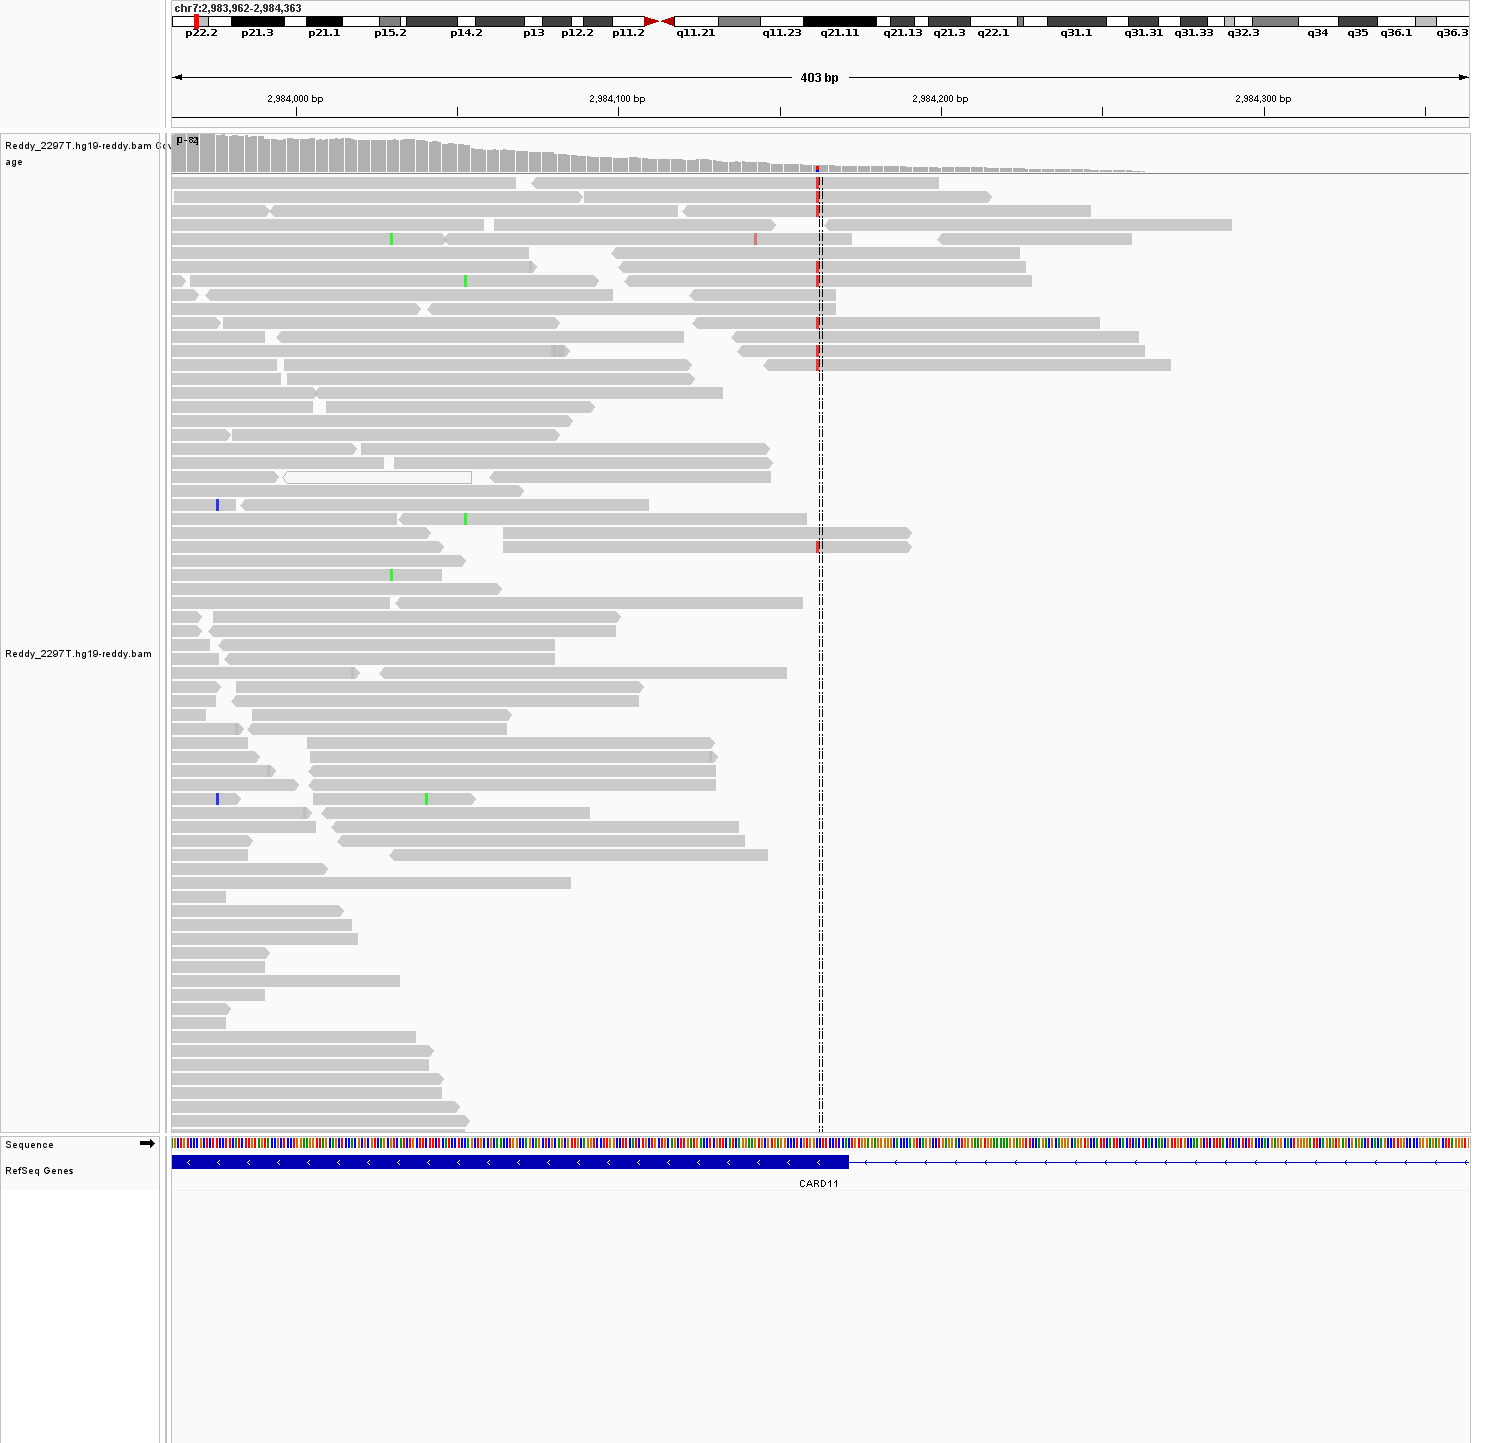 chr7:2,983,962-2,984,363
p22.2 p21.3 p21.1 p15.2 p14.2 p13 p12.2 p11.2 q11.21 q11.23 q21.11 q21.13 q21.3 q22.1 q31.1 q31.31 q31.33 q32.3 q34 q35 q36.1 q36.3
403 bp
2,984,000 bp 2,984,100 bp 2,984,200 bp 2,984,300 bp
Reddy_2297T.hg19-reddy.bam Cov
age
[0 - 82]
Reddy_2297T.hg19-reddy.bam
Sequence
RefSeq Genes
CARD11